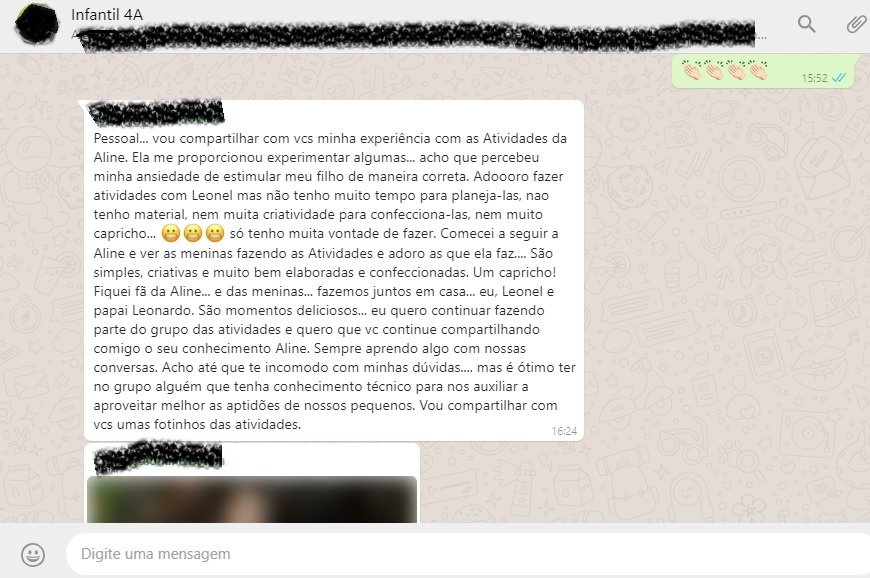 Infantil 4A
15:52
Pessoal... vou compartilhar com vcs minha experiência com as Atividades da
Aline. Ela me proporcionou experimentar algumas... acho que percebeu
minha ansiedade de estimular meu filho de maneira correta. Adoooro fazer
atividades com Leonel mas não tenho muito tempo para planeja-las, nao
tenho material, nem muita criatividade para confecciona-las, nem muito
capricho... 😬😬😬 só tenho muita vontade de fazer. Comecei a seguir a
Aline e ver as meninas fazendo as Atividades e adoro as que ela faz.... São
simples, criativas e muito bem elaboradas e confeccionadas. Um capricho!
Fiquei fã da Aline... e das meninas... fazemos juntos em casa... eu, Leonel e
papai Leonardo. São momentos deliciosos... eu quero continuar fazendo
parte do grupo das atividades e quero que vc continue compartilhando
comigo o seu conhecimento Aline. Sempre aprendo algo com nossas
conversas. Acho até que te incomodo com minhas dúvidas.... mas é ótimo ter
no grupo alguém que tenha conhecimento técnico para nos auxiliar a
aproveitar melhor as aptidões de nossos pequenos. Vou compartilhar com
vcs umas fotinhos das atividades.
16:24
Digite uma mensagem